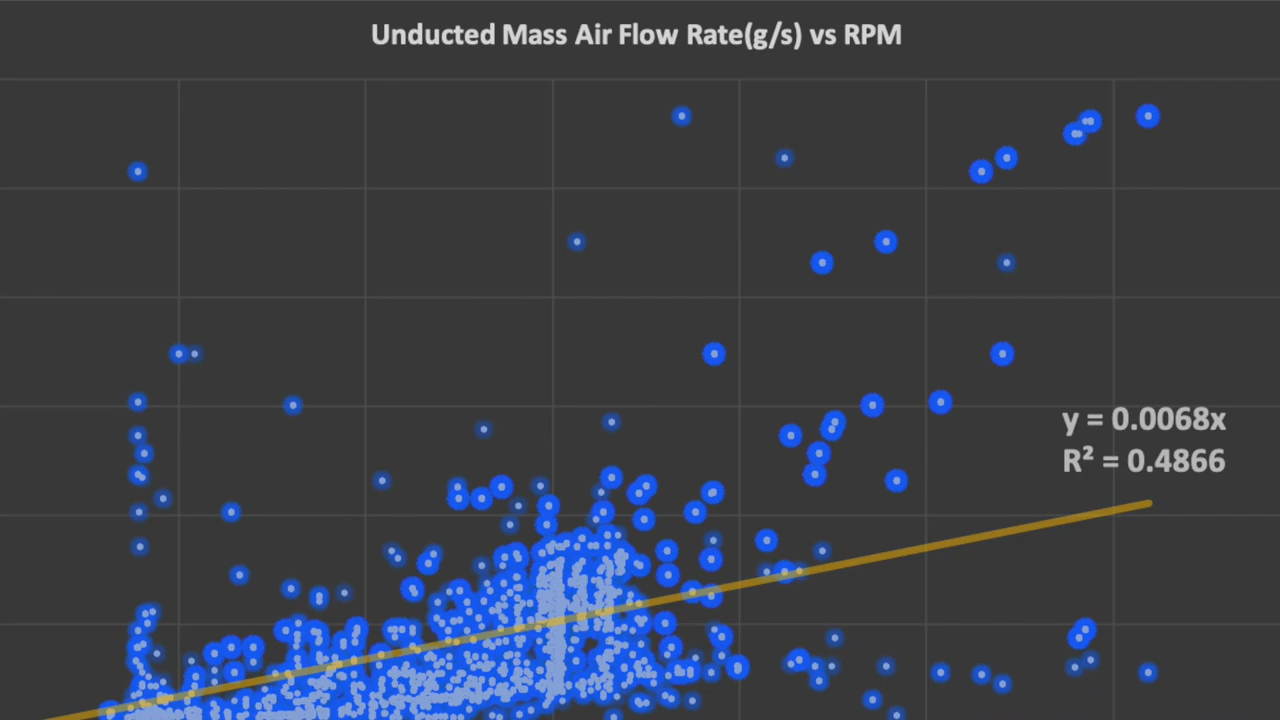 Unducted Mass Air Flow Rate(g/s) vs RPM
y = 0.0068x
R² = 0.4866